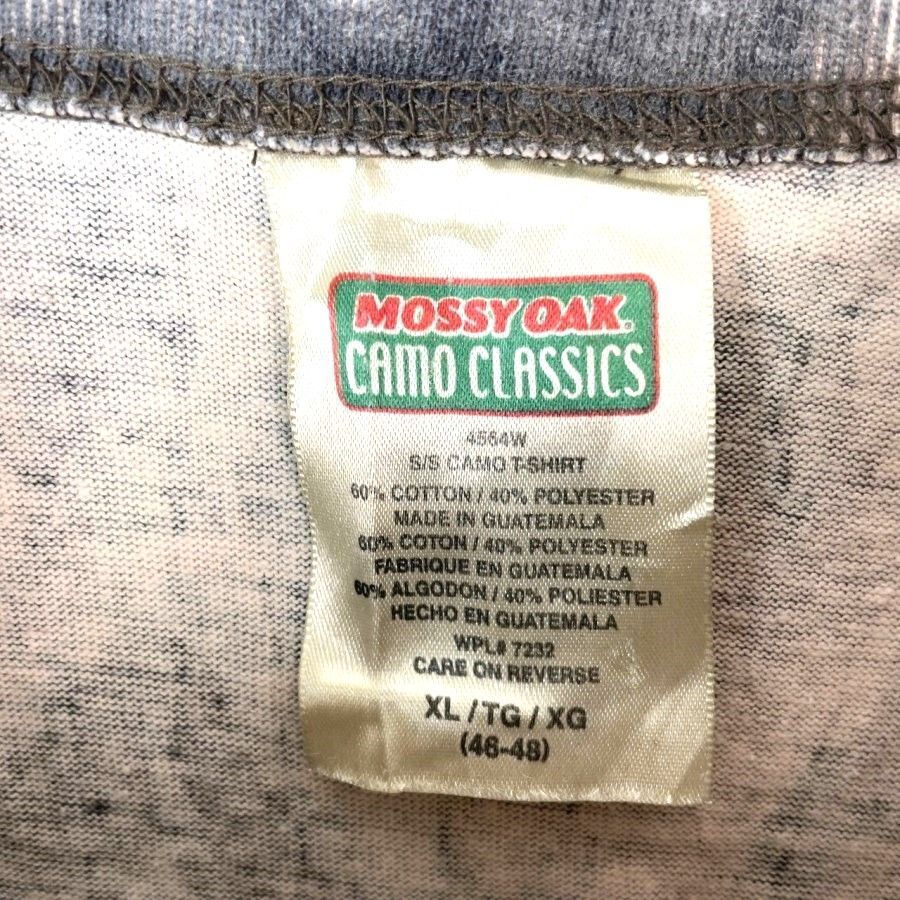 MOSSY OAK.
CAMO CLASSICS
4554W
S/S CAMO T-SHIRT
60% COTTON / 40% POLYESTER
MADE IN GUATEMALA
60% COTON / 40% POLYESTER
FABRIQUE EN GUATEMALA
60% ALGODON / 40% POLIESTER
HECHO EN GUATEMALA
WPL# 7232
CARE ON REVERSE
XL / TG / XG
(46-48)